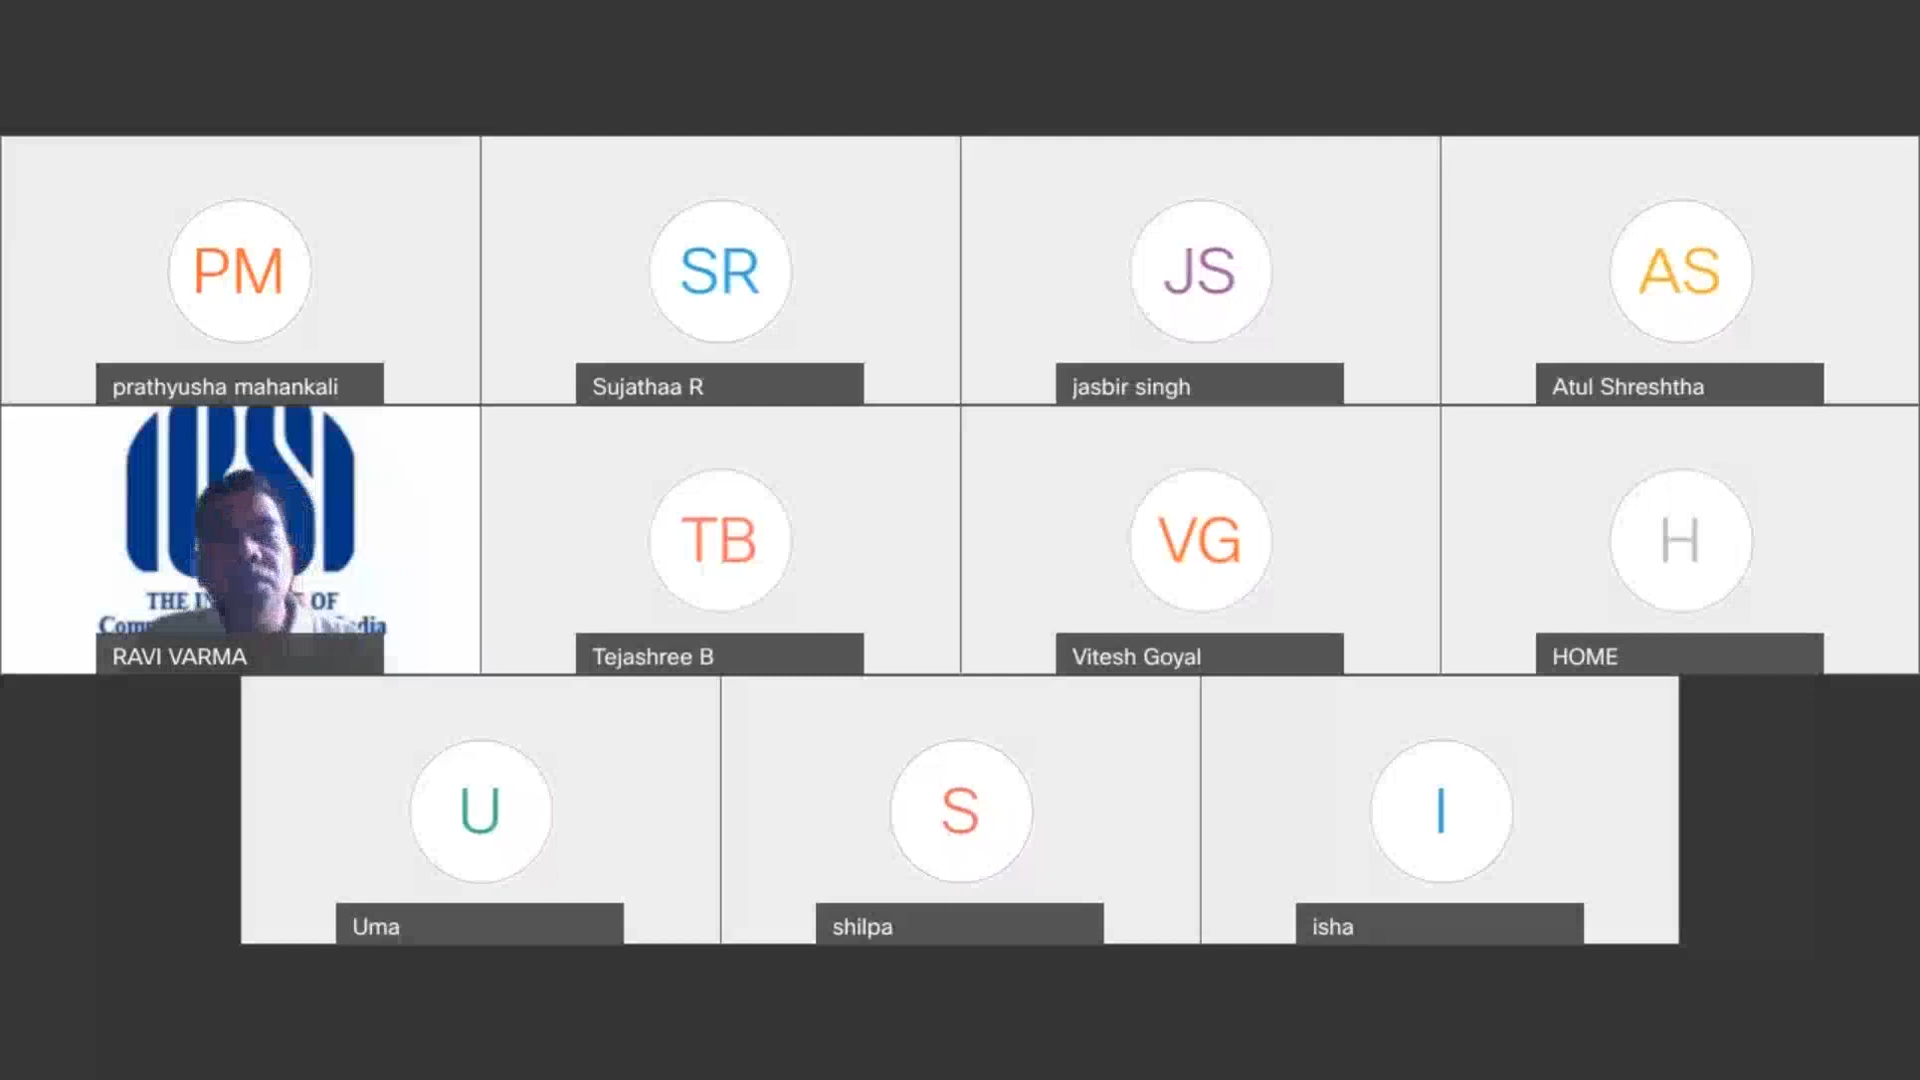 PM
prathyusha mahankali
SR
Sujathaa R
JS
jasbir singh
AS
Atul Shreshtha
THE OF
RAVI VARMA
TB
Tejashree B
VG
Vitesh Goyal
H
HOME
U
Uma
S
shilpa
I
isha